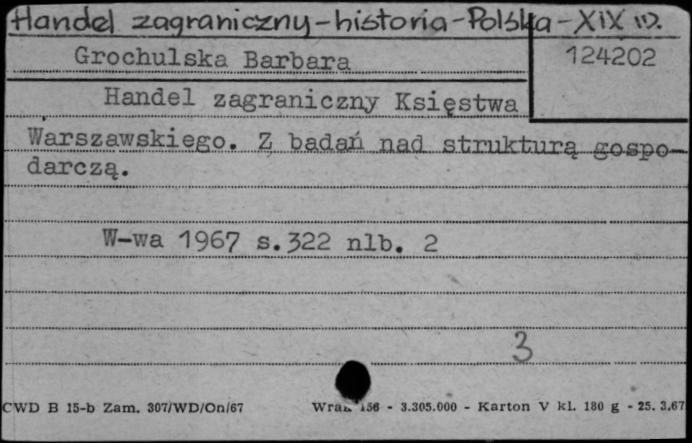 Handel zagraniczny-historia-Polska-XIX w.
Grochulska Barbara
124202
Handel zagraniczny Księstwa
Warszawskiego. Z badań nad strukturą gospo-
darczą.
W-wa 1967 s.322 nlb. 2
3
CWD B 15-b Zam. 307/WD/On/67 - 3.305.000 - Karton V kl. 180 g - 25. 3.67